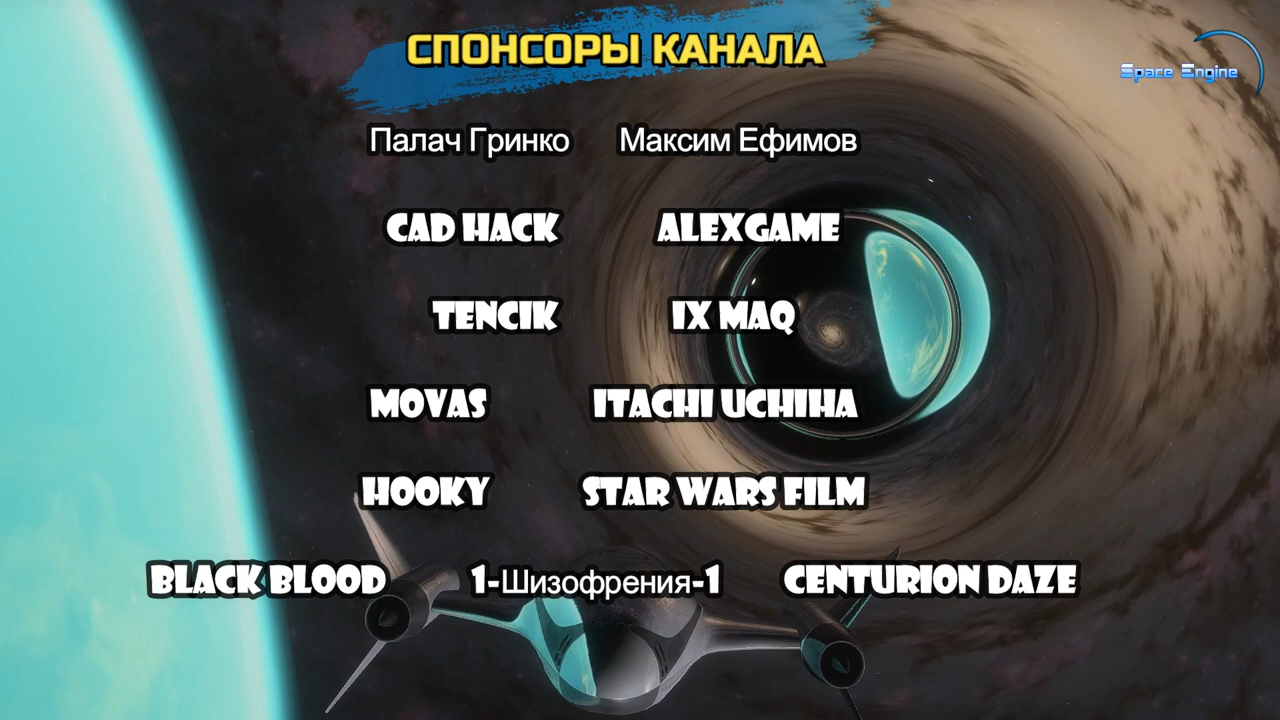 СПОНСОРЫ КАНАЛА
Space Engine
Палач Гринко Максим Ефимов
CAD HACK ALEXGAME
TENCIK IX MAQ
MOVAS ITACHI UCHIHA
HOOKY STAR WARS FILM
BLACK BLOOD 1-Шизофрения-1 CENTURION DAZE